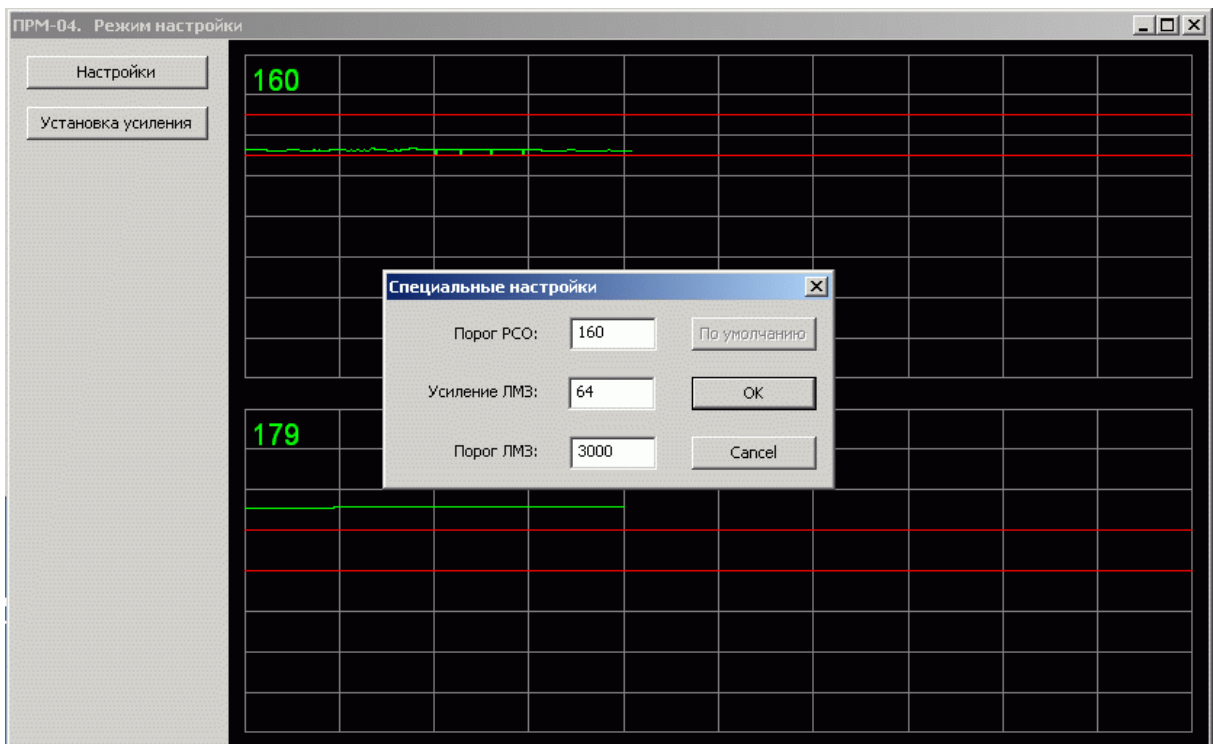 ПРМ-04. Режим настройки
Настройки
Установка усиления
160
Специальные настройки
Порог РСО: 160 По умолчанию
Усиление ЛМЗ: 64 OK
Порог ЛМЗ: 3000 Cancel
179